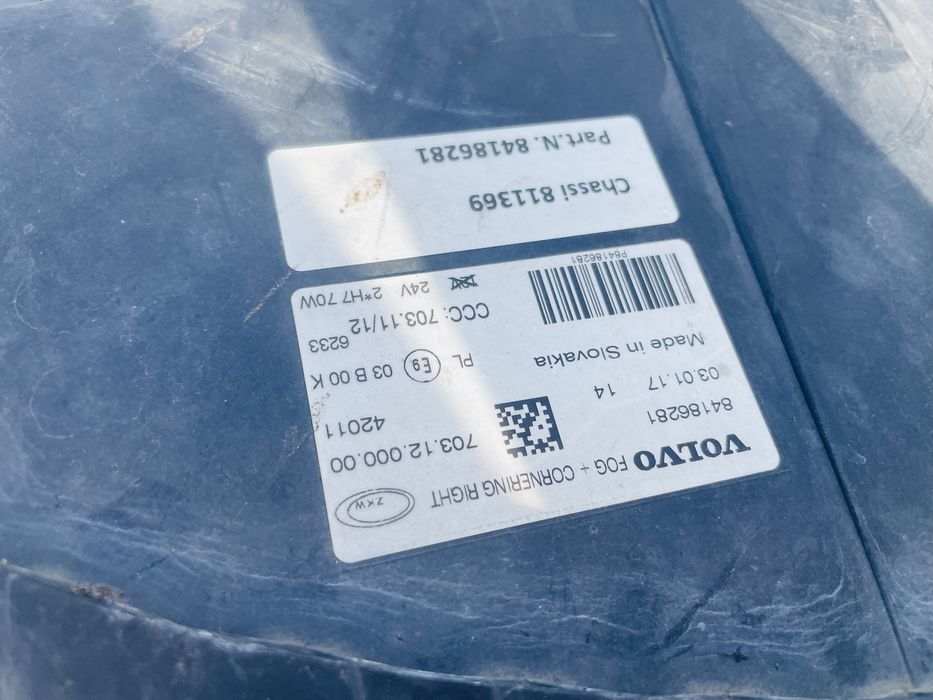 VOLVO FOG + CORNERING RIGHT ZKW
84186281
703.12.000.00
03.01.17 14
42011
Made in Slovakia
PL E9 03 B 00 K
6233
CCC: 703.11/12
24V 2*H7 70W
P84186281
Chassi 811369
Part.N. 84186281